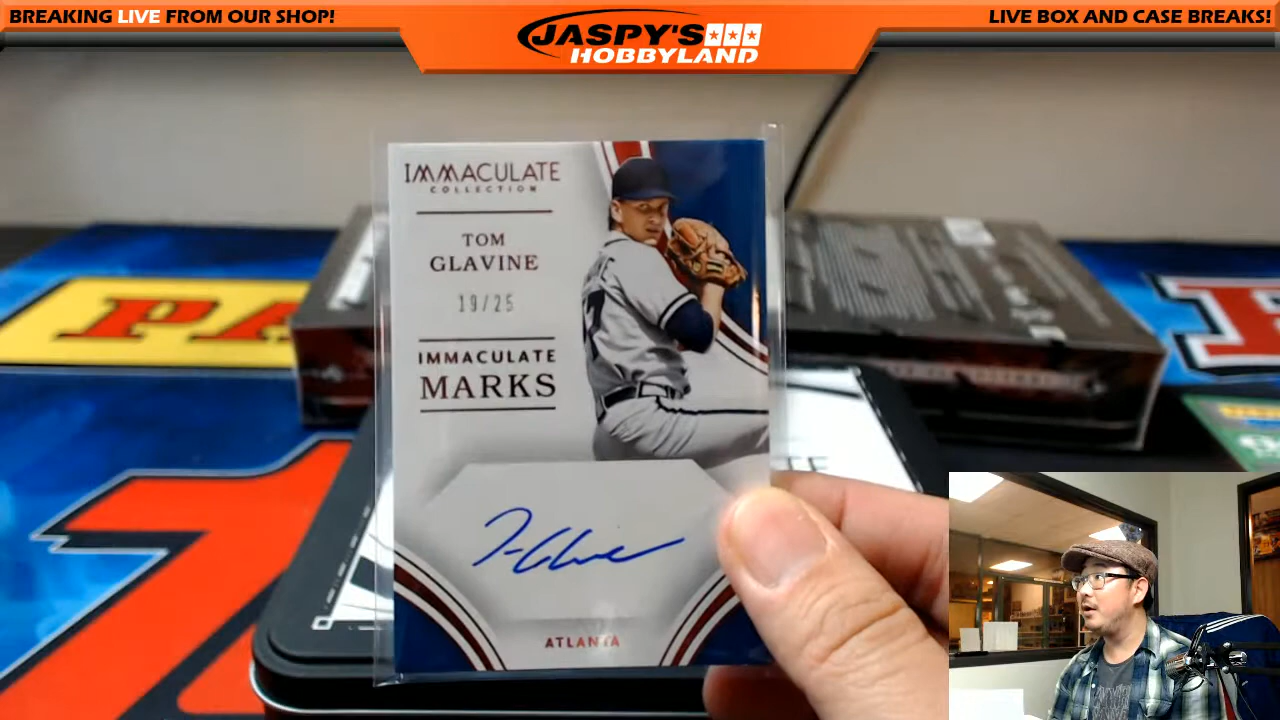 BREAKING LIVE FROM OUR SHOP!
JASPY'S
HOBBYLAND
LIVE BOX AND CASE BREAKS!
IMMACULATE
COLLECTION
TOM
GLAVINE
19/25
IMMACULATE
MARKS
ATLANTA
PA